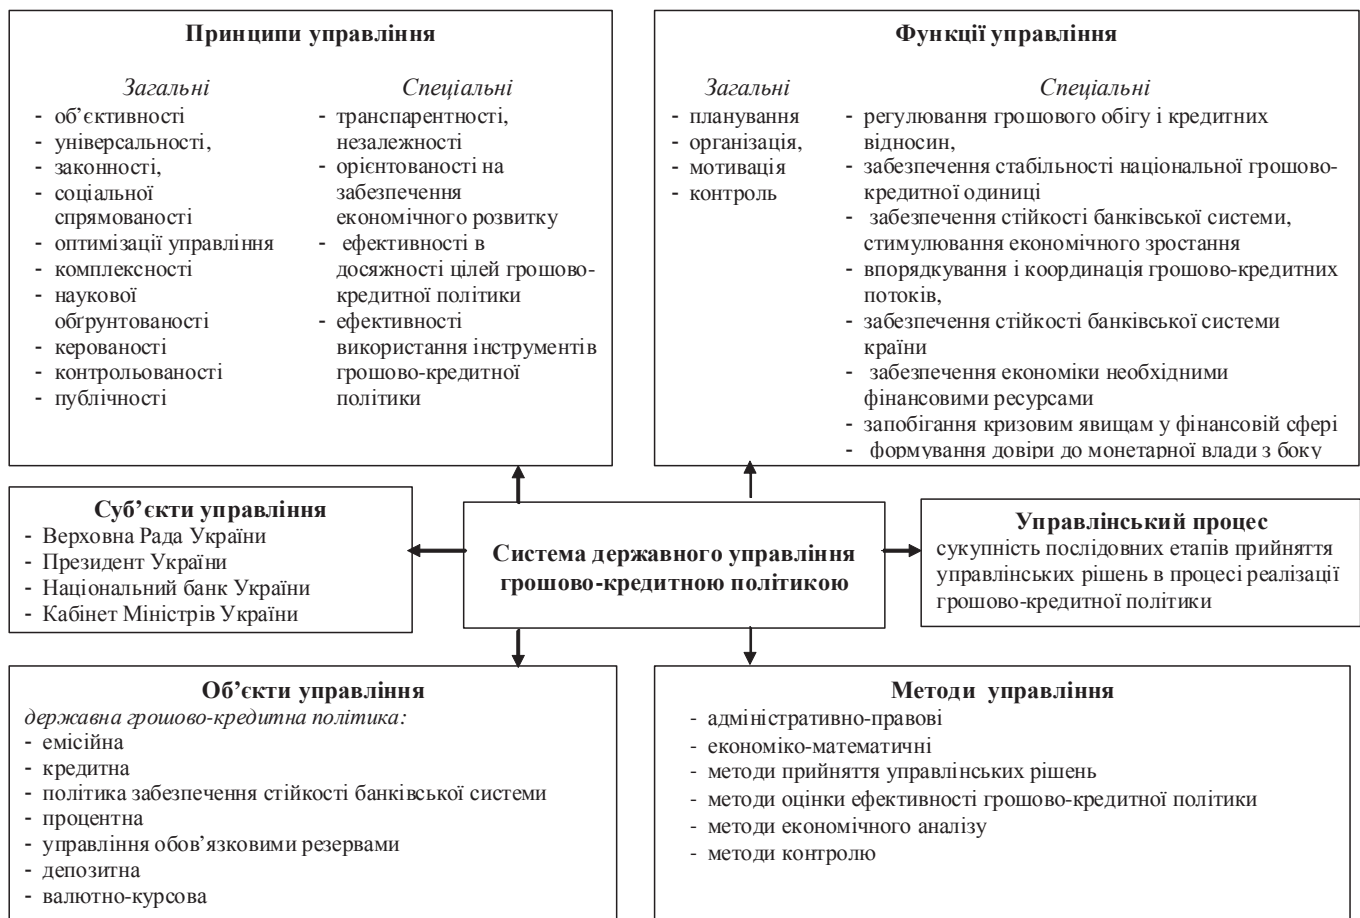 Принципи управління
Загальні
- об’єктивності
- універсальності,
- законності,
- соціальної
спрямованості
- оптимізації управління
- комплексності
- наукової
обґрунтованості
- керованості
- контрольованості
- публічності
Спеціальні
- транспарентності,
незалежності
- орієнтованості на
забезпечення
економічного розвитку
- ефективності в
досяжності цілей грошово-
кредитної політики
- ефективності
використання інструментів
грошово-кредитної
політики
Функції управління
Загальні
- планування
- організація,
- мотивація
- контроль
Спеціальні
- регулювання грошового обігу і кредитних
відносин,
- забезпечення стабільності національної грошово-
кредитної одиниці
- забезпечення стійкості банківської системи,
стимулювання економічного зростання
- впорядкування і координація грошово-кредитних
потоків,
- забезпечення стійкості банківської системи
країни
- забезпечення економіки необхідними
фінансовими ресурсами
- запобігання кризовим явищам у фінансовій сфері
- формування довіри до монетарної влади з боку
Суб’єкти управління
- Верховна Рада України
- Президент України
- Національний банк України
- Кабінет Міністрів України
Система державного управління
грошово-кредитною політикою
Управлінський процес
сукупність послідовних етапів прийняття
управлінських рішень в процесі реалізації
грошово-кредитної політики
Об’єкти управління
державна грошово-кредитна політика:
- емісійна
- кредитна
- політика забезпечення стійкості банківської системи
- процентна
- управління обов’язковими резервами
- депозитна
- валютно-курсова
Методи управління
- адміністративно-правові
- економіко-математичні
- методи прийняття управлінських рішень
- методи оцінки ефективності грошово-кредитної політики
- методи економічного аналізу
- методи контролю